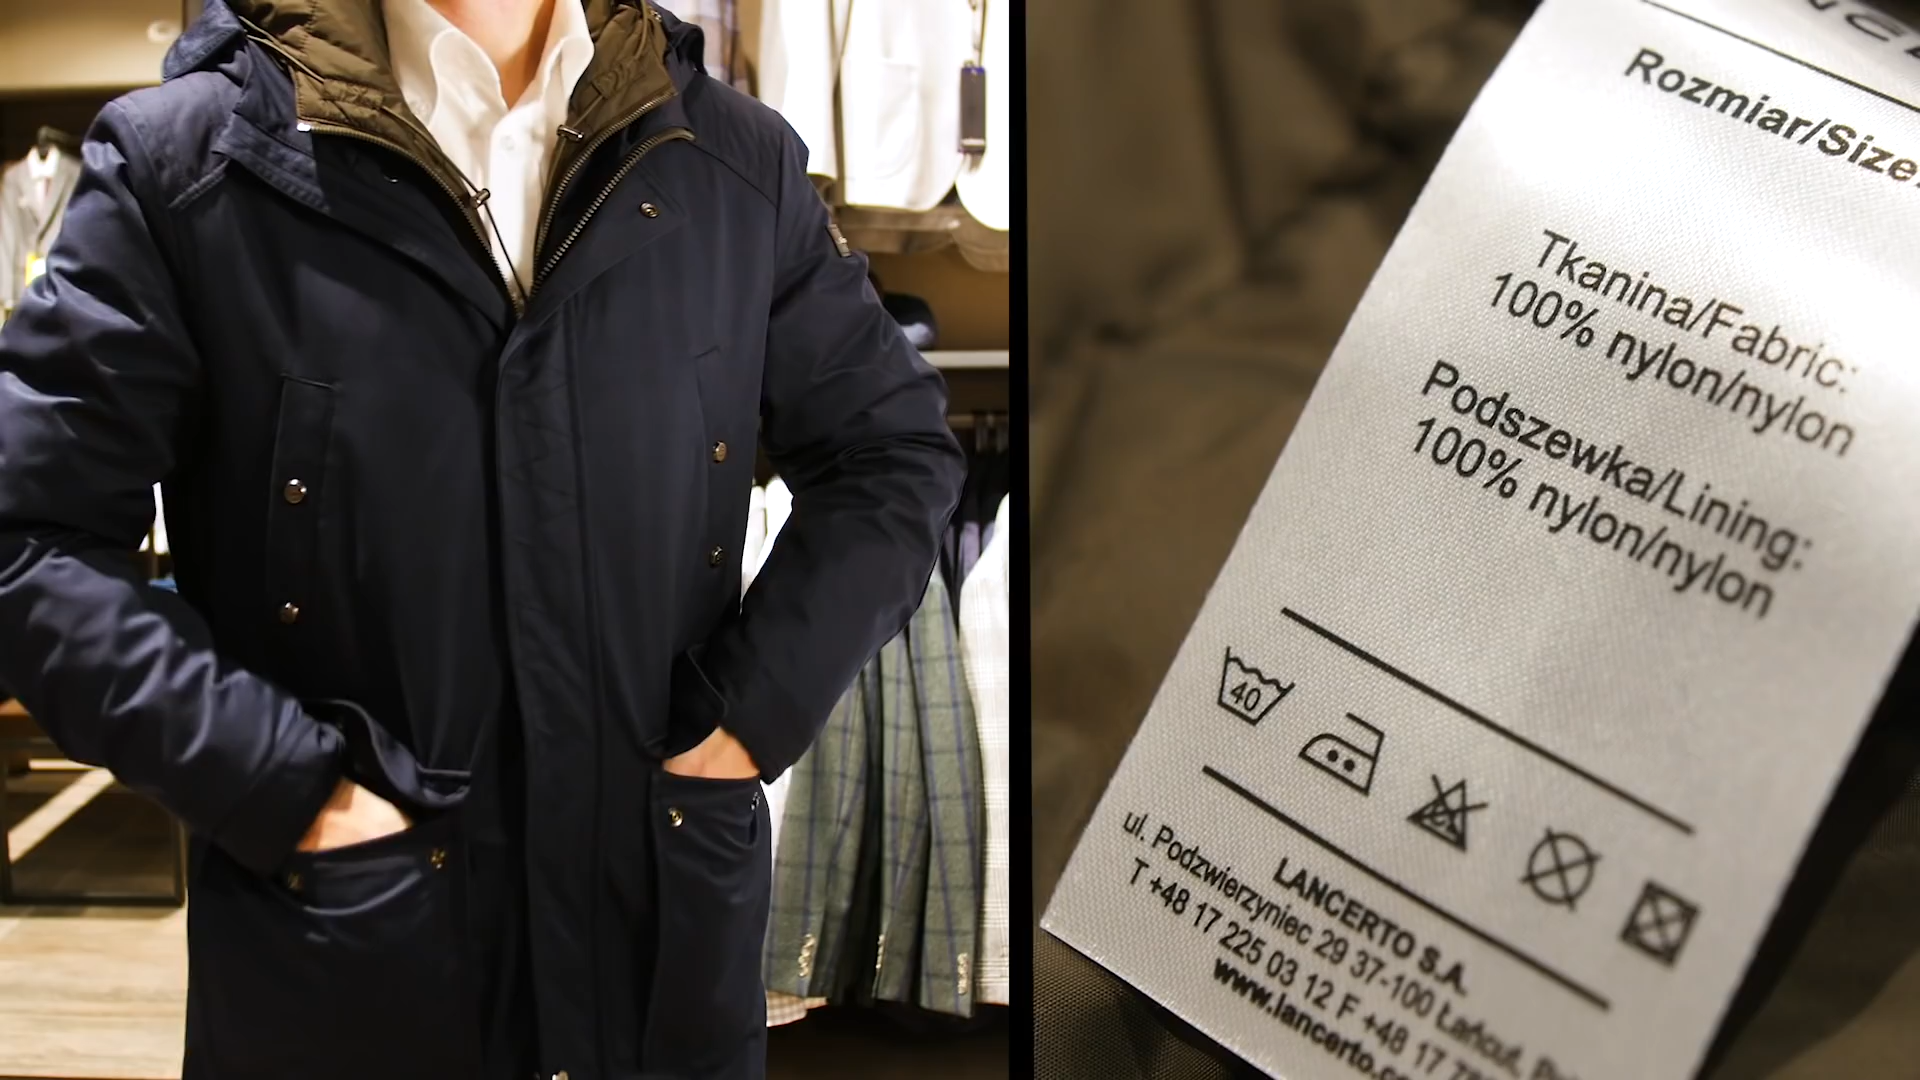 Rozmiar/Size:
Tkanina/Fabric:
100% nylon/nylon
Podszewka/Lining:
100% nylon/nylon
40
LANCERTO S.A.
ul. Podzwierzyniec 29 37-100 Łańcut,
T +48 17 225 03 12 F +48 17
www.lancerto.co